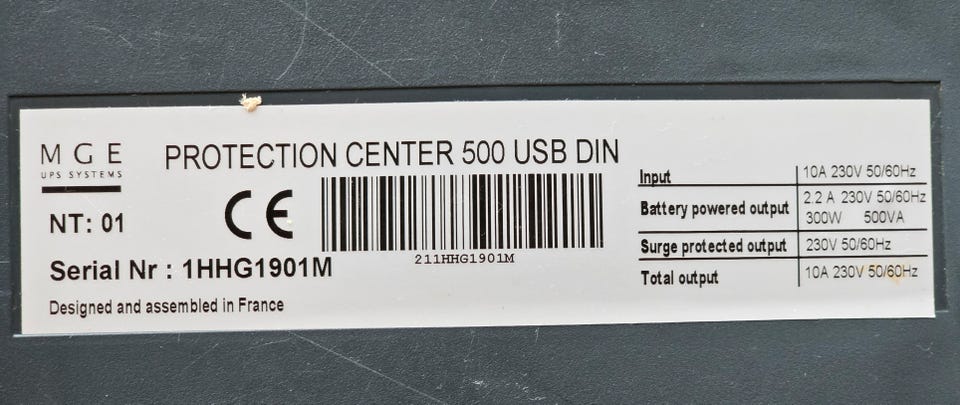 MGE
UPS SYSTEMS
PROTECTION CENTER 500 USB DIN
NT: 01
CE
211HHG1901M
Serial Nr : 1HHG1901M
Designed and assembled in France
Input 10A 230V 50/60Hz
Battery powered output 2.2 A 230V 50/60Hz
300W 500VA
Surge protected output 230V 50/60Hz
Total output 10A 230V 50/60Hz